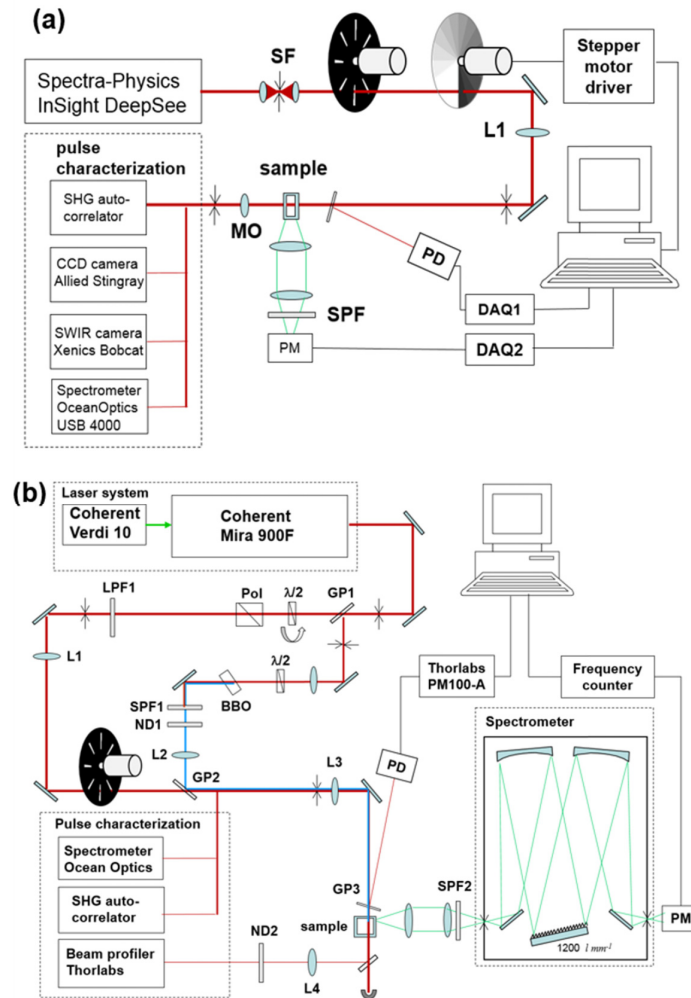 (a)
SF
Spectra-Physics
InSight DeepSee
Stepper
motor
driver
L1
pulse
characterization
sample
SHG auto-
correlator
MO
PD
CCD camera
Allied Stingray
DAQ1
SPF
SWIR camera
Xenics Bobcat
PM
DAQ2
Spectrometer
OceanOptics
USB 4000
(b)
Laser system
Coherent
Verdi 10
Coherent
Mira 900F
LPF1
Pol
λ/2
GP1
L1
λ/2
Thorlabs
PM100-A
Frequency
counter
BBO
SPF1
ND1
Spectrometer
L2
L3
PD
GP2
Pulse characterization
Spectrometer
Ocean Optics
GP3
SPF2
SHG auto-
correlator
sample
PM
ND2
Beam profiler
Thorlabs
1200 l mm-1
L4